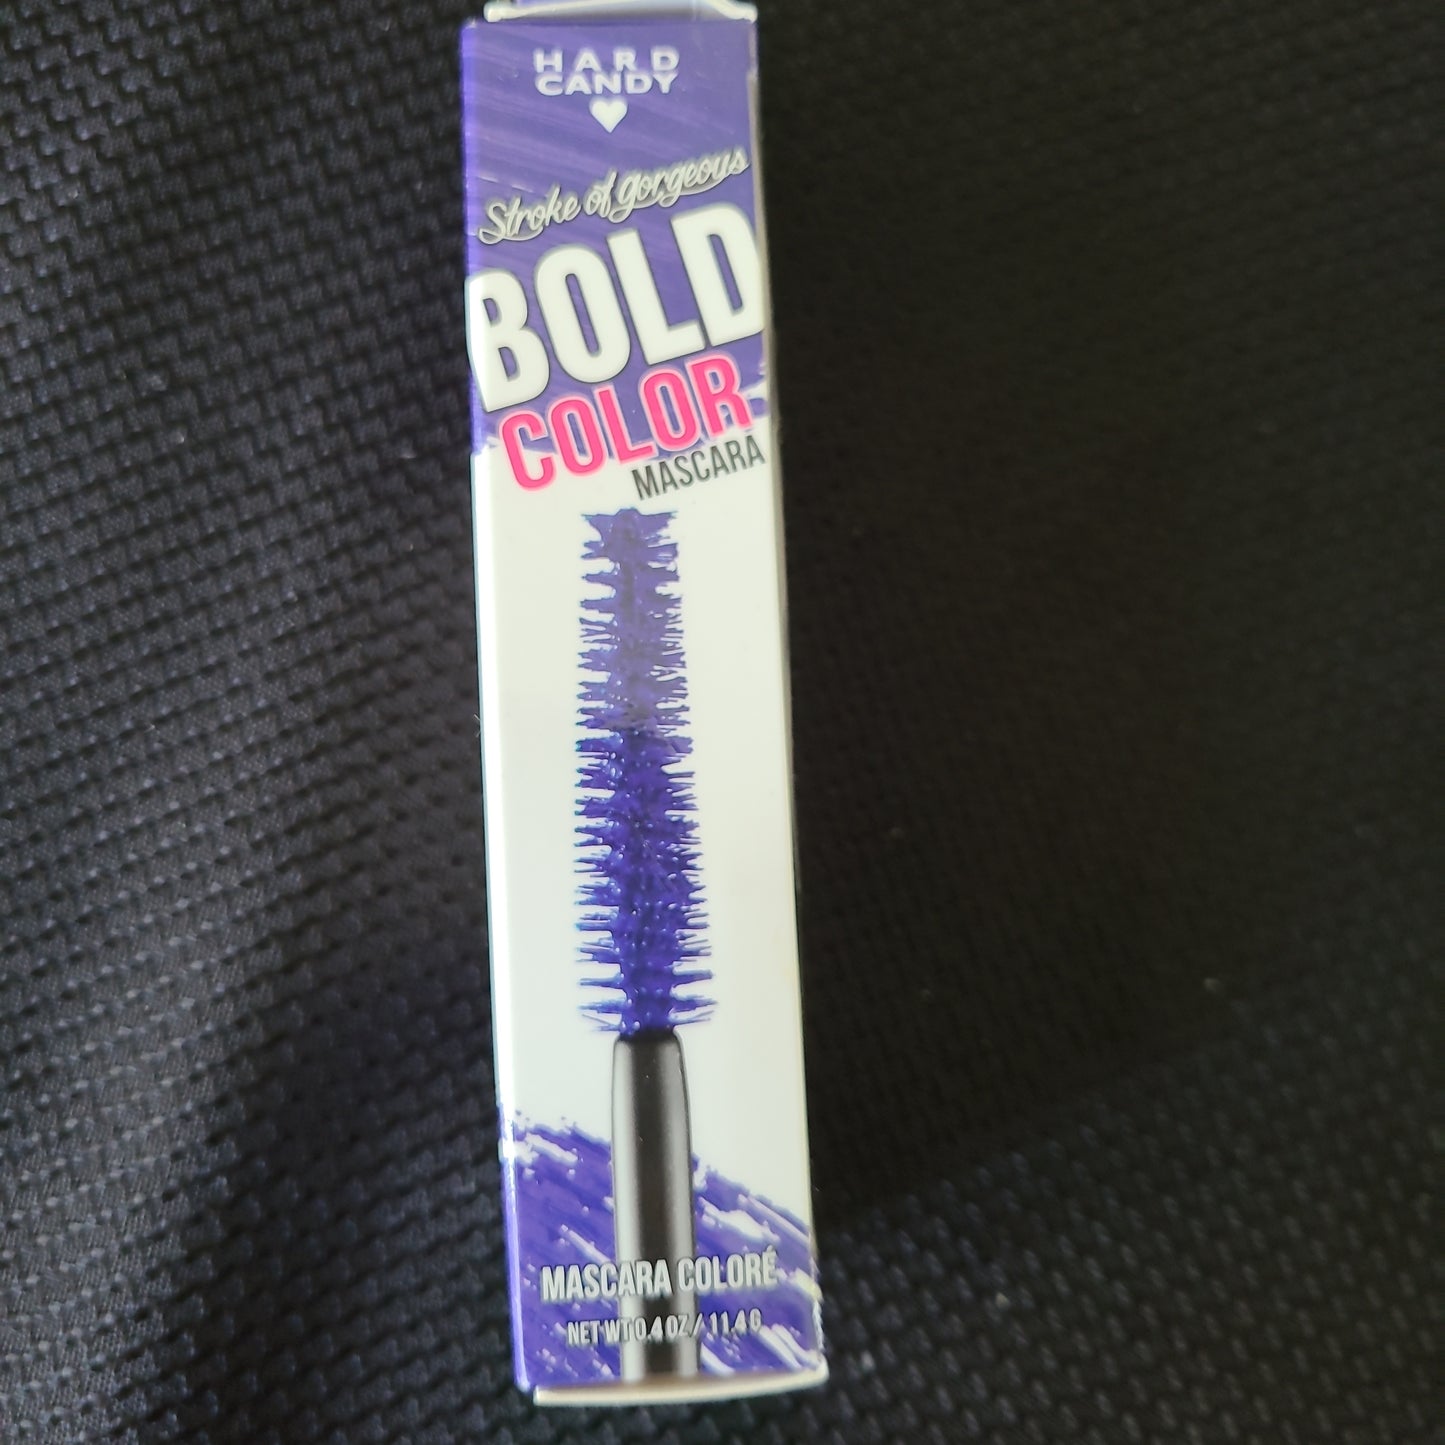 HARD
CANDY
Stroke of gorgeous
BOLD
COLOR
MASCARA
MASCARA COLORÉ
NET WT 0.4 OZ / 11.4 G